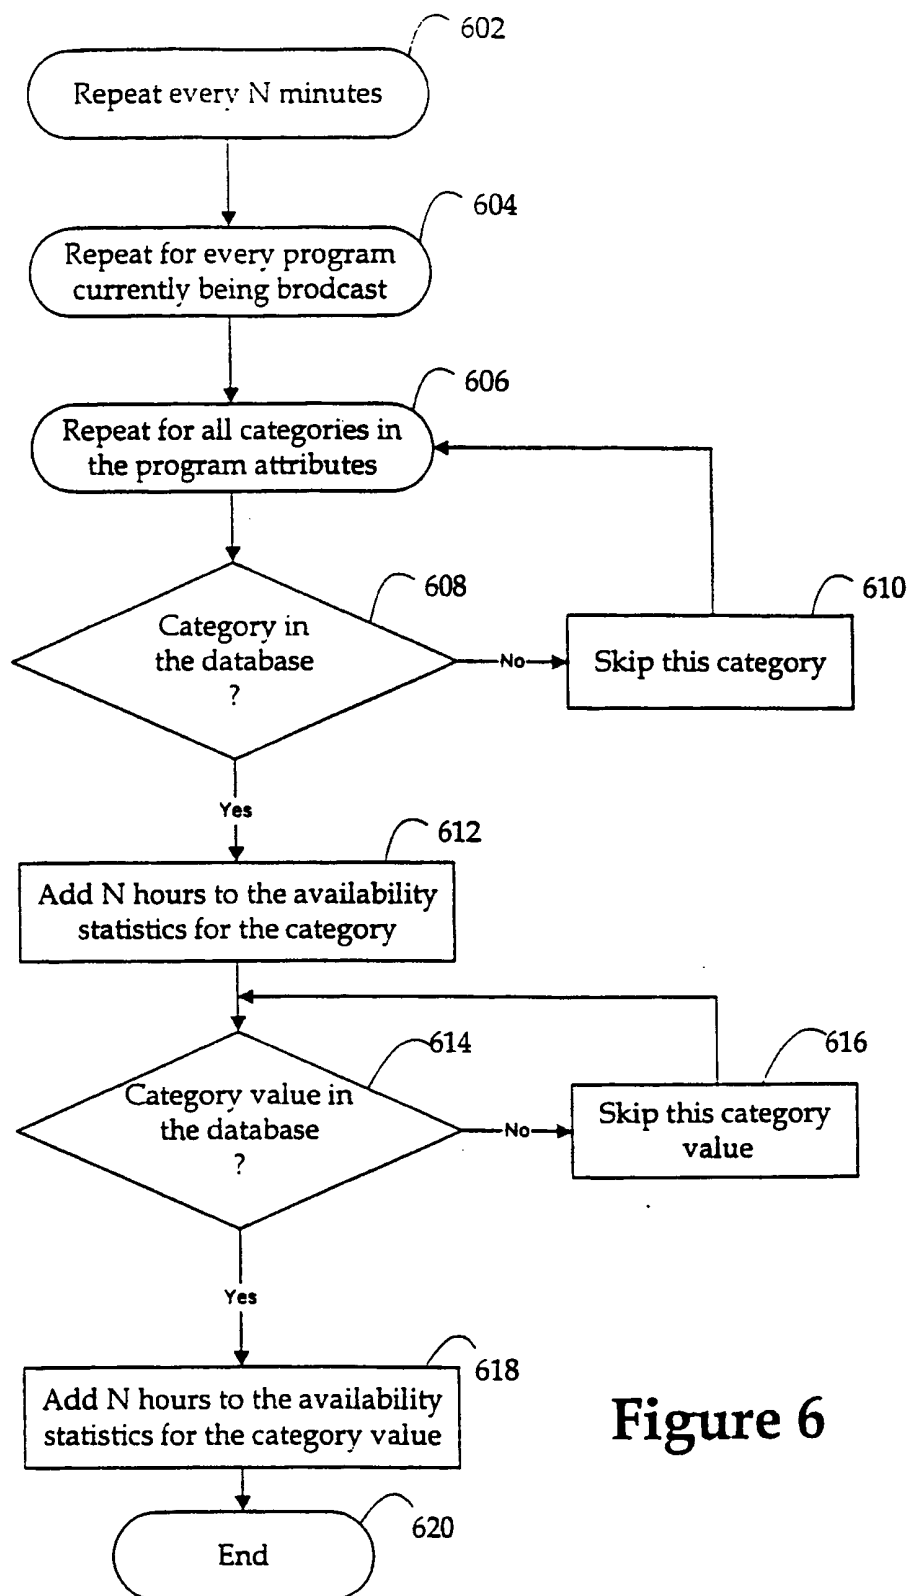 602
Repeat every N minutes
604
Repeat for every program
currently being brodcast
606
Repeat for all categories in
the program attributes
608
Category in
the database
?
No
610
Skip this category
Yes
612
Add N hours to the availability
statistics for the category
614
Category value in
the database
?
No
616
Skip this category
value
Yes
618
Add N hours to the availability
statistics for the category value
Figure 6
620
End